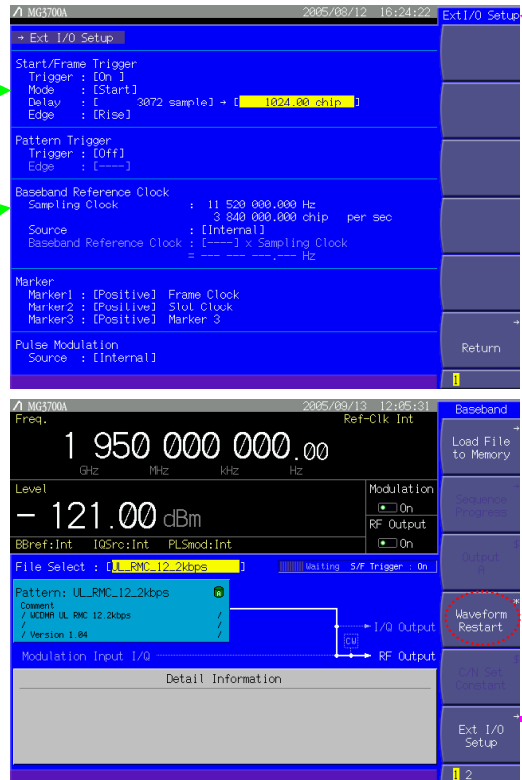 MG3700A 2005/08/12 16:24:22 Ext I/O Setup
→ Ext I/O Setup
Start/Frame Trigger
Trigger : [On ]
Mode : [Start]
Delay : [ 3072 sample] → [ 1024.00 chip ]
Edge : [Rise]
Pattern Trigger
Trigger : [Off]
Edge : [----]
Baseband Reference Clock
Sampling Clock : 11 520 000.000 Hz
3 840 000.000 chip per sec
Source : [Internal]
Baseband Reference Clock : [----] x Sampling Clock
= --- --- ---.--- Hz
Marker
Marker1 : [Positive] Frame Clock
Marker2 : [Positive] Slot Clock
Marker3 : [Positive] Marker 3
Pulse Modulation
Source : [Internal]
→
Return
1
MG3700A 2005/09/13 12:05:31 Baseband
Freq. Ref-Clk Int
1 950 000 000.00
GHz MHz kHz Hz
Level
- 121.00 dBm
Modulation
On
RF Output
On
BBref:Int IQSrc:Int PLSmod:Int
File Select : [UL_RMC_12_2kbps ] Waiting S/F Trigger : On
Pattern: UL_RMC_12_2kbps
Comment
/ WCDMA UL RMC 12.2kbps /
/ /
/ Version 1.04 /
→ I/Q Output
CW
Modulation Input I/Q → RF Output
Detail Information
→
Load File
to Memory
Sequence
Progress
Output
A
*
Waveform
Restart
C/N Set
Constant
→
Ext I/O
Setup
1 2